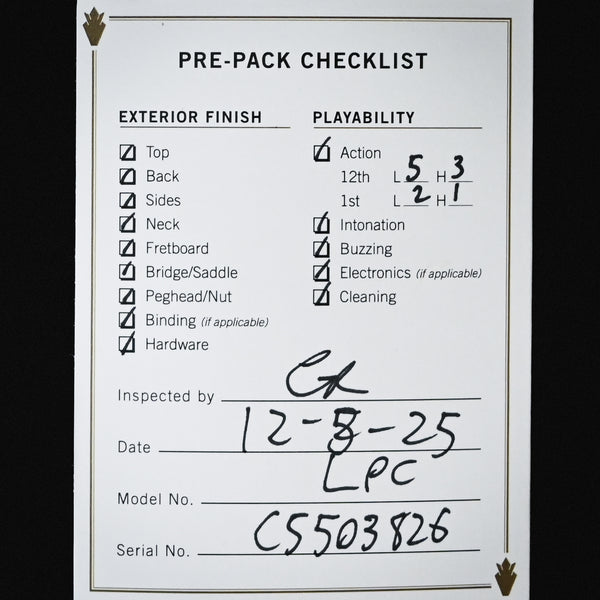 PRE-PACK CHECKLIST
EXTERIOR FINISH
Top
Back
Sides
Neck
Fretboard
Bridge/Saddle
Peghead/Nut
Binding (if applicable)
Hardware
PLAYABILITY
Action
12th L 5 H 3
1st L 2 H 1
Intonation
Buzzing
Electronics (if applicable)
Cleaning
Inspected by
Date 12-8-25
Model No. LPC
Serial No. CS503826